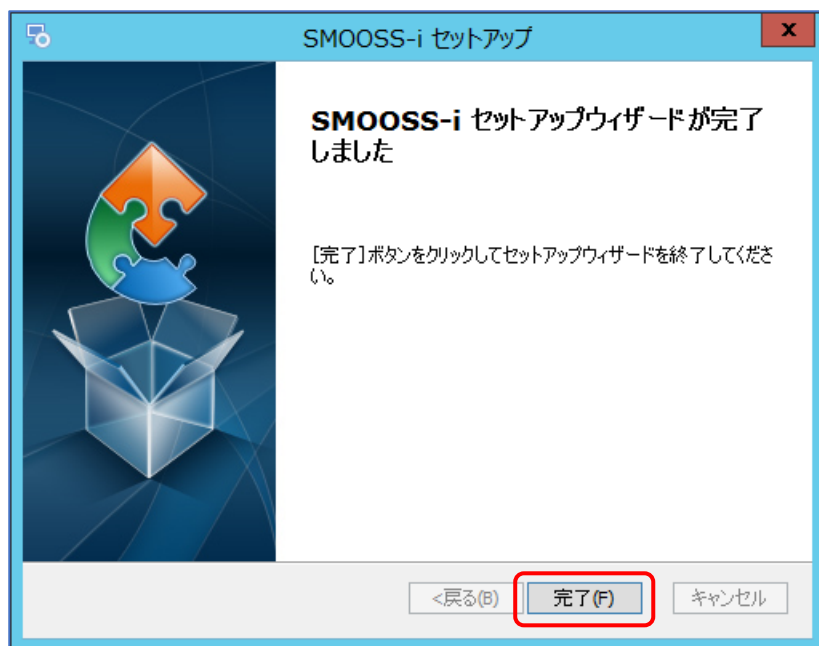 SMOOSS-i セットアップ
x
SMOOSS-i セットアップウィザードが完了
しました
[完了]ボタンをクリックしてセットアップウィザードを終了してくださ
い。
<戻る(B)
完了(F)
キャンセル